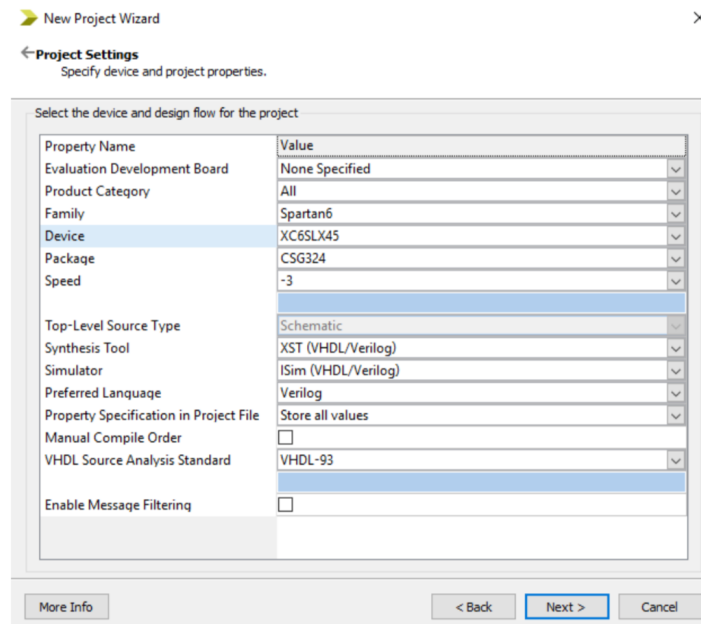 New Project Wizard
Project Settings
Specify device and project properties.
Select the device and design flow for the project
Property Name Value
Evaluation Development Board None Specified
Product Category All
Family Spartan6
Device XC6SLX45
Package CSG324
Speed -3
Top-Level Source Type Schematic
Synthesis Tool XST (VHDL/Verilog)
Simulator ISim (VHDL/Verilog)
Preferred Language Verilog
Property Specification in Project File Store all values
Manual Compile Order
VHDL Source Analysis Standard VHDL-93
Enable Message Filtering
More Info < Back Next > Cancel